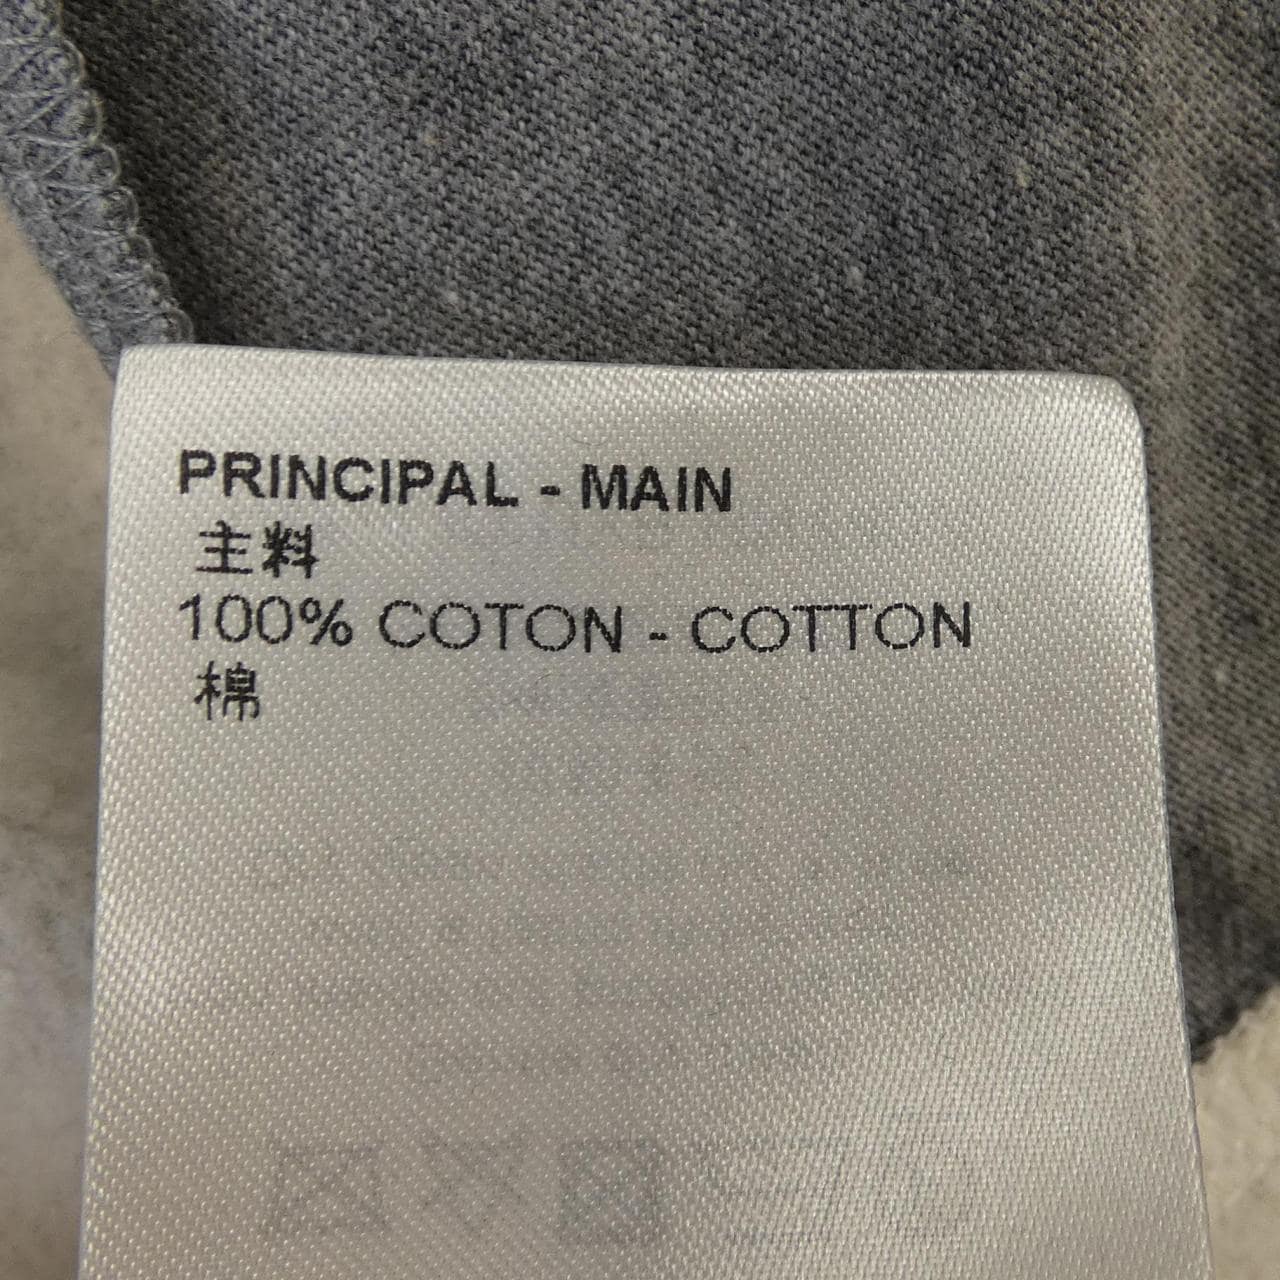 PRINCIPAL - MAIN
主料
100% COTON - COTTON
棉